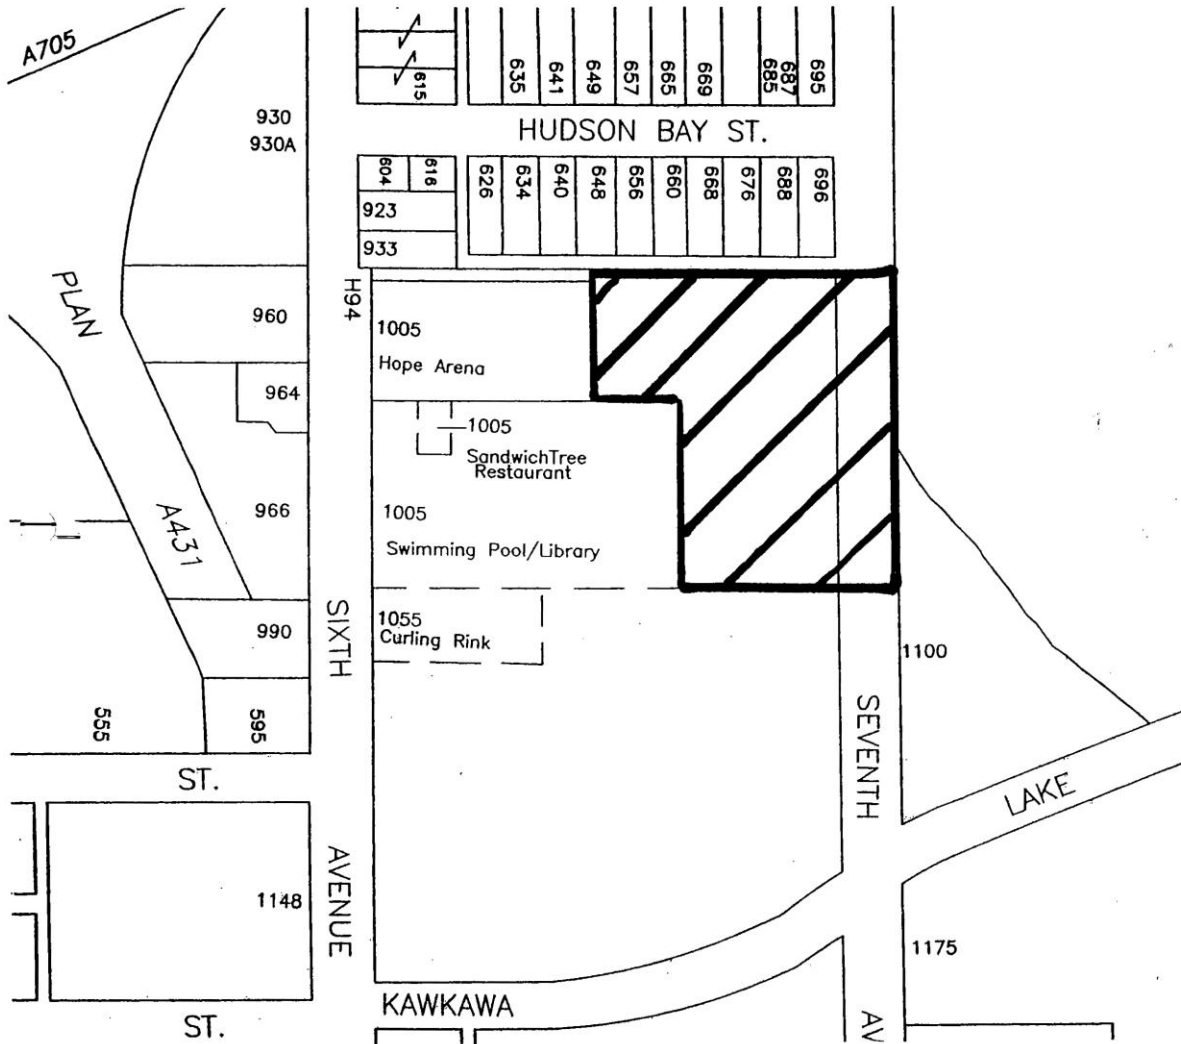 A705
615
635
641
649
657
665
669
685
687
695
930
930A
HUDSON BAY ST.
604
616
626
634
640
648
656
660
668
676
688
696
923
933
PLAN
H94
960
1005
Hope Arena
964
1005
SandwichTree
Restaurant
966
A431
1005
Swimming Pool/Library
990
SIXTH
1055
Curling Rink
1100
555
595
SEVENTH
ST.
LAKE
1148
AVENUE
1175
KAWKAWA
ST.
AV